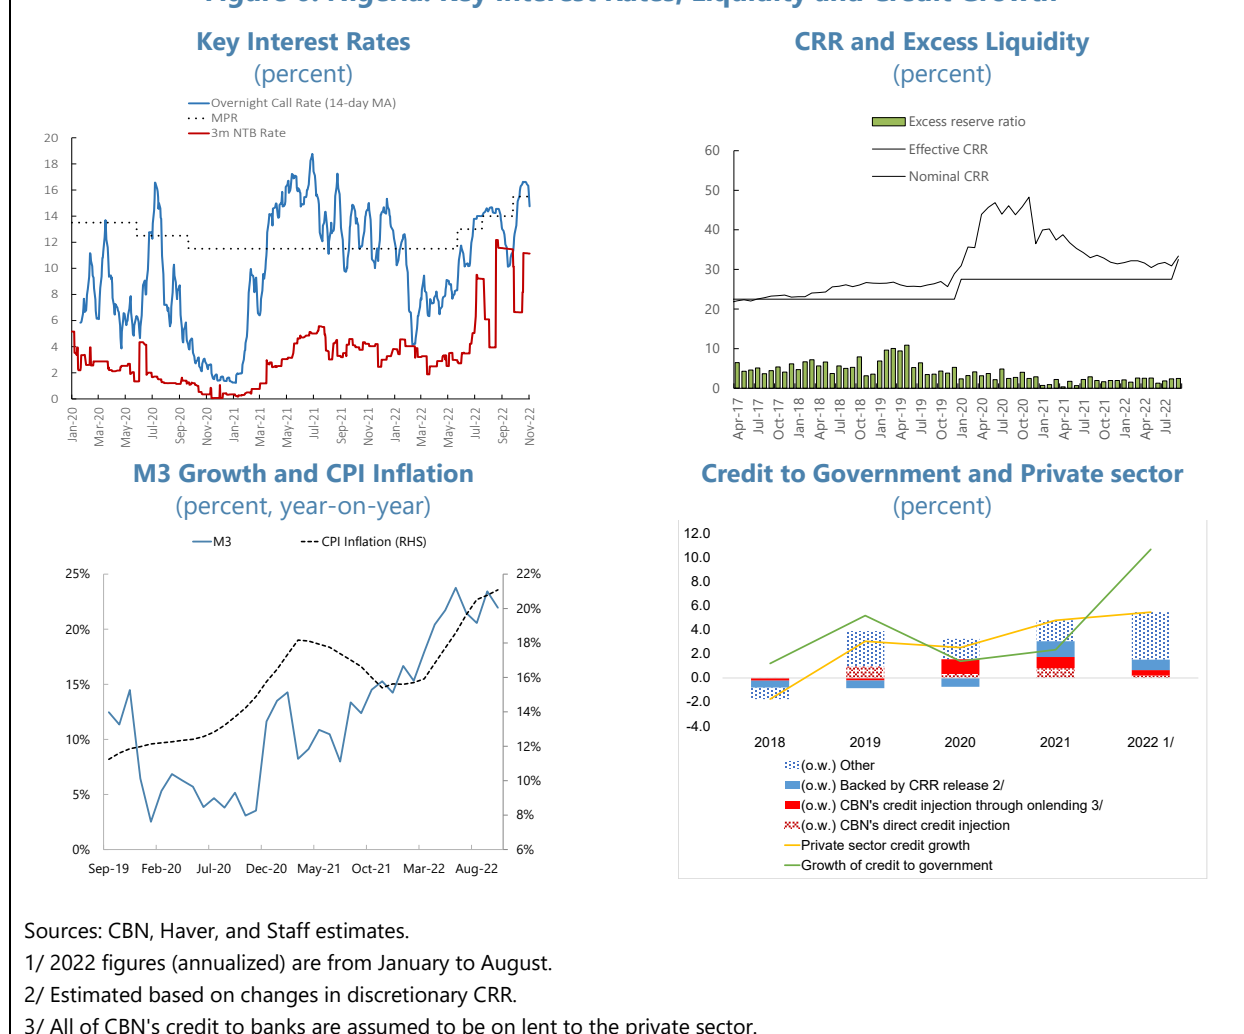 Figure 6. Nigeria: Key Interest Rates, Liquidity and Credit Growth
Key Interest Rates
(percent)
Overnight Call Rate (14-day MA)
MPR
3m NTB Rate
20
18
16
14
12
10
8
6
4
2
0
Jan-20
Mar-20
May-20
Jul-20
Sep-20
Nov-20
Jan-21
Mar-21
May-21
Jul-21
Sep-21
Nov-21
Jan-22
Mar-22
May-22
Jul-22
Sep-22
Nov-22
CRR and Excess Liquidity
(percent)
Excess reserve ratio
Effective CRR
Nominal CRR
60
50
40
30
20
10
0
Apr-17
Jul-17
Oct-17
Jan-18
Apr-18
Jul-18
Oct-18
Jan-19
Apr-19
Jul-19
Oct-19
Jan-20
Apr-20
Jul-20
Oct-20
Jan-21
Apr-21
Jul-21
Oct-21
Jan-22
Apr-22
Jul-22
M3 Growth and CPI Inflation
(percent, year-on-year)
M3
CPI Inflation (RHS)
25%
20%
15%
10%
5%
0%
22%
20%
18%
16%
14%
12%
10%
8%
6%
Sep-19 Feb-20 Jul-20 Dec-20 May-21 Oct-21 Mar-22 Aug-22
Credit to Government and Private sector
(percent)
12.0
10.0
8.0
6.0
4.0
2.0
0.0
-2.0
-4.0
2018 2019 2020 2021 2022 1/
(o.w.) Other
(o.w.) Backed by CRR release 2/
(o.w.) CBN's credit injection through onlending 3/
(o.w.) CBN's direct credit injection
Private sector credit growth
Growth of credit to government
Sources: CBN, Haver, and Staff estimates.
1/ 2022 figures (annualized) are from January to August.
2/ Estimated based on changes in discretionary CRR.
3/ All of CBN's credit to banks are assumed to be on lent to the private sector.